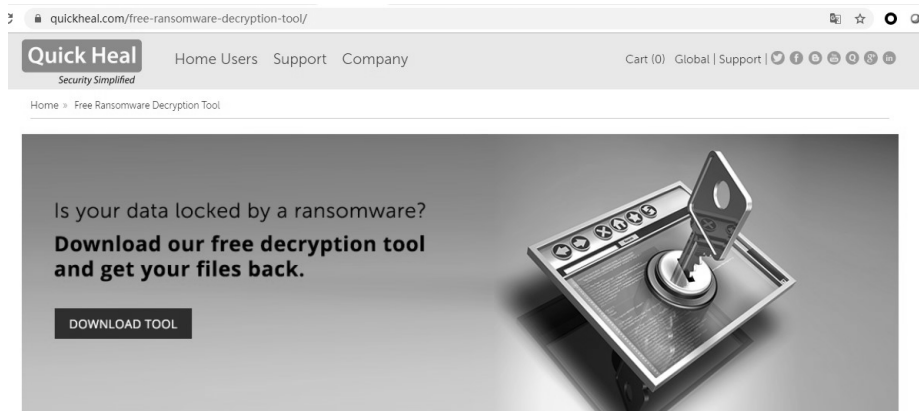 quickheal.com/free-ransomware-decryption-tool/
Quick Heal
Security Simplified
Home Users Support Company
Cart (0) Global | Support |
Home » Free Ransomware Decryption Tool
Is your data locked by a ransomware?
Download our free decryption tool
and get your files back.
DOWNLOAD TOOL